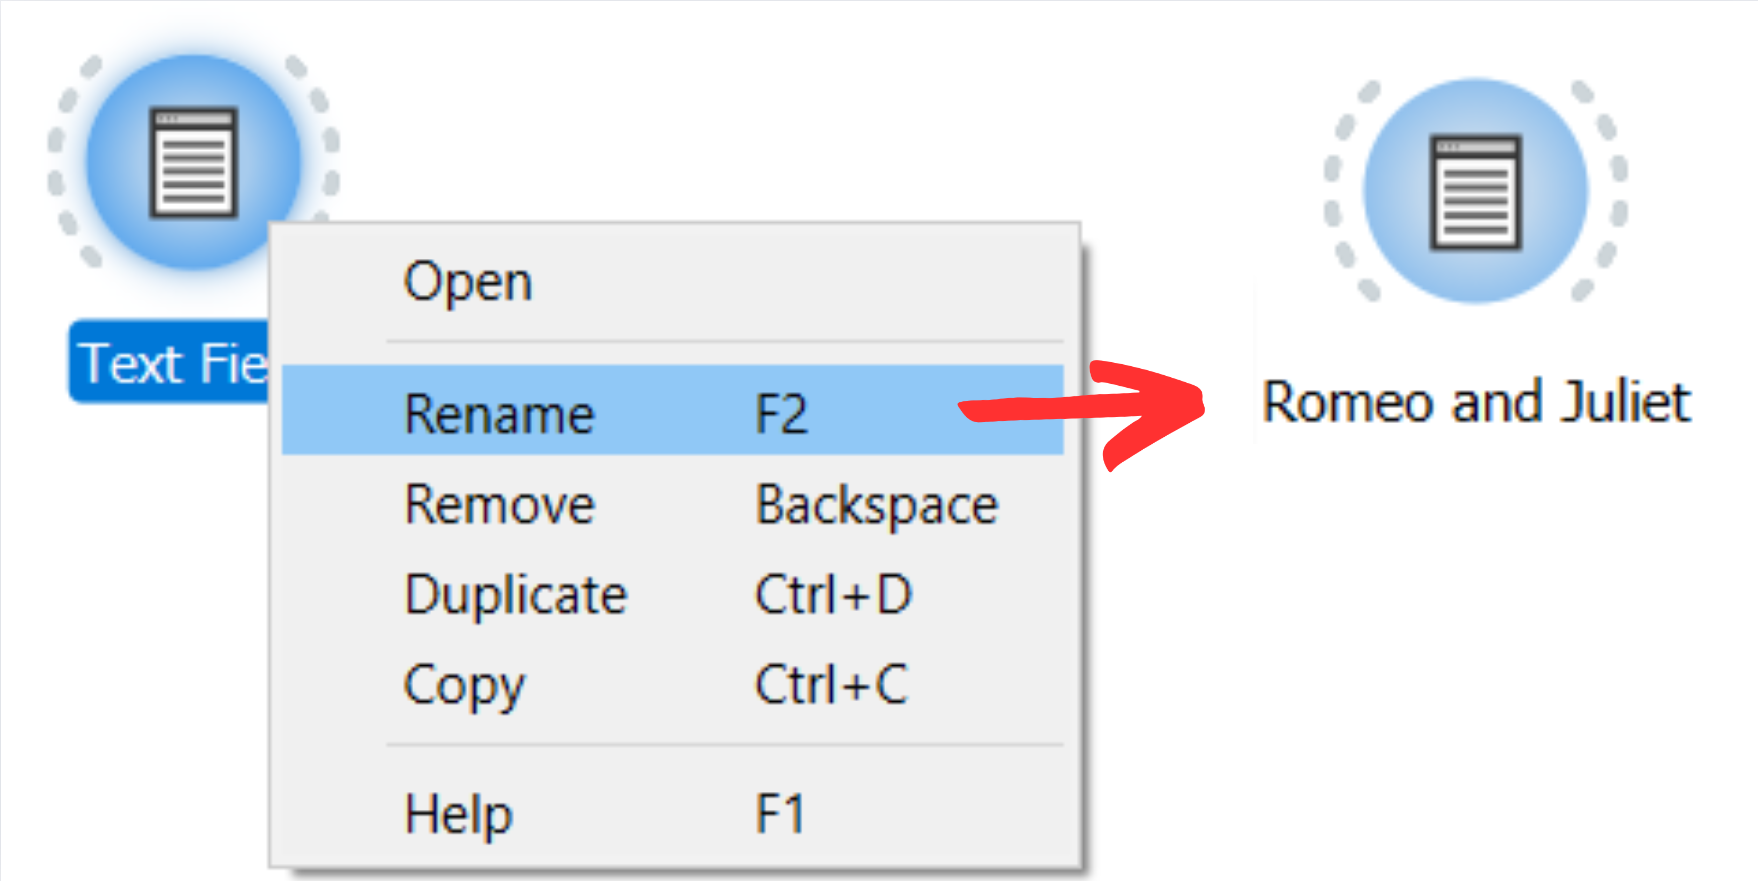 Open
Text Fie
Rename F2
Romeo and Juliet
Remove Backspace
Duplicate Ctrl+D
Copy Ctrl+C
Help F1